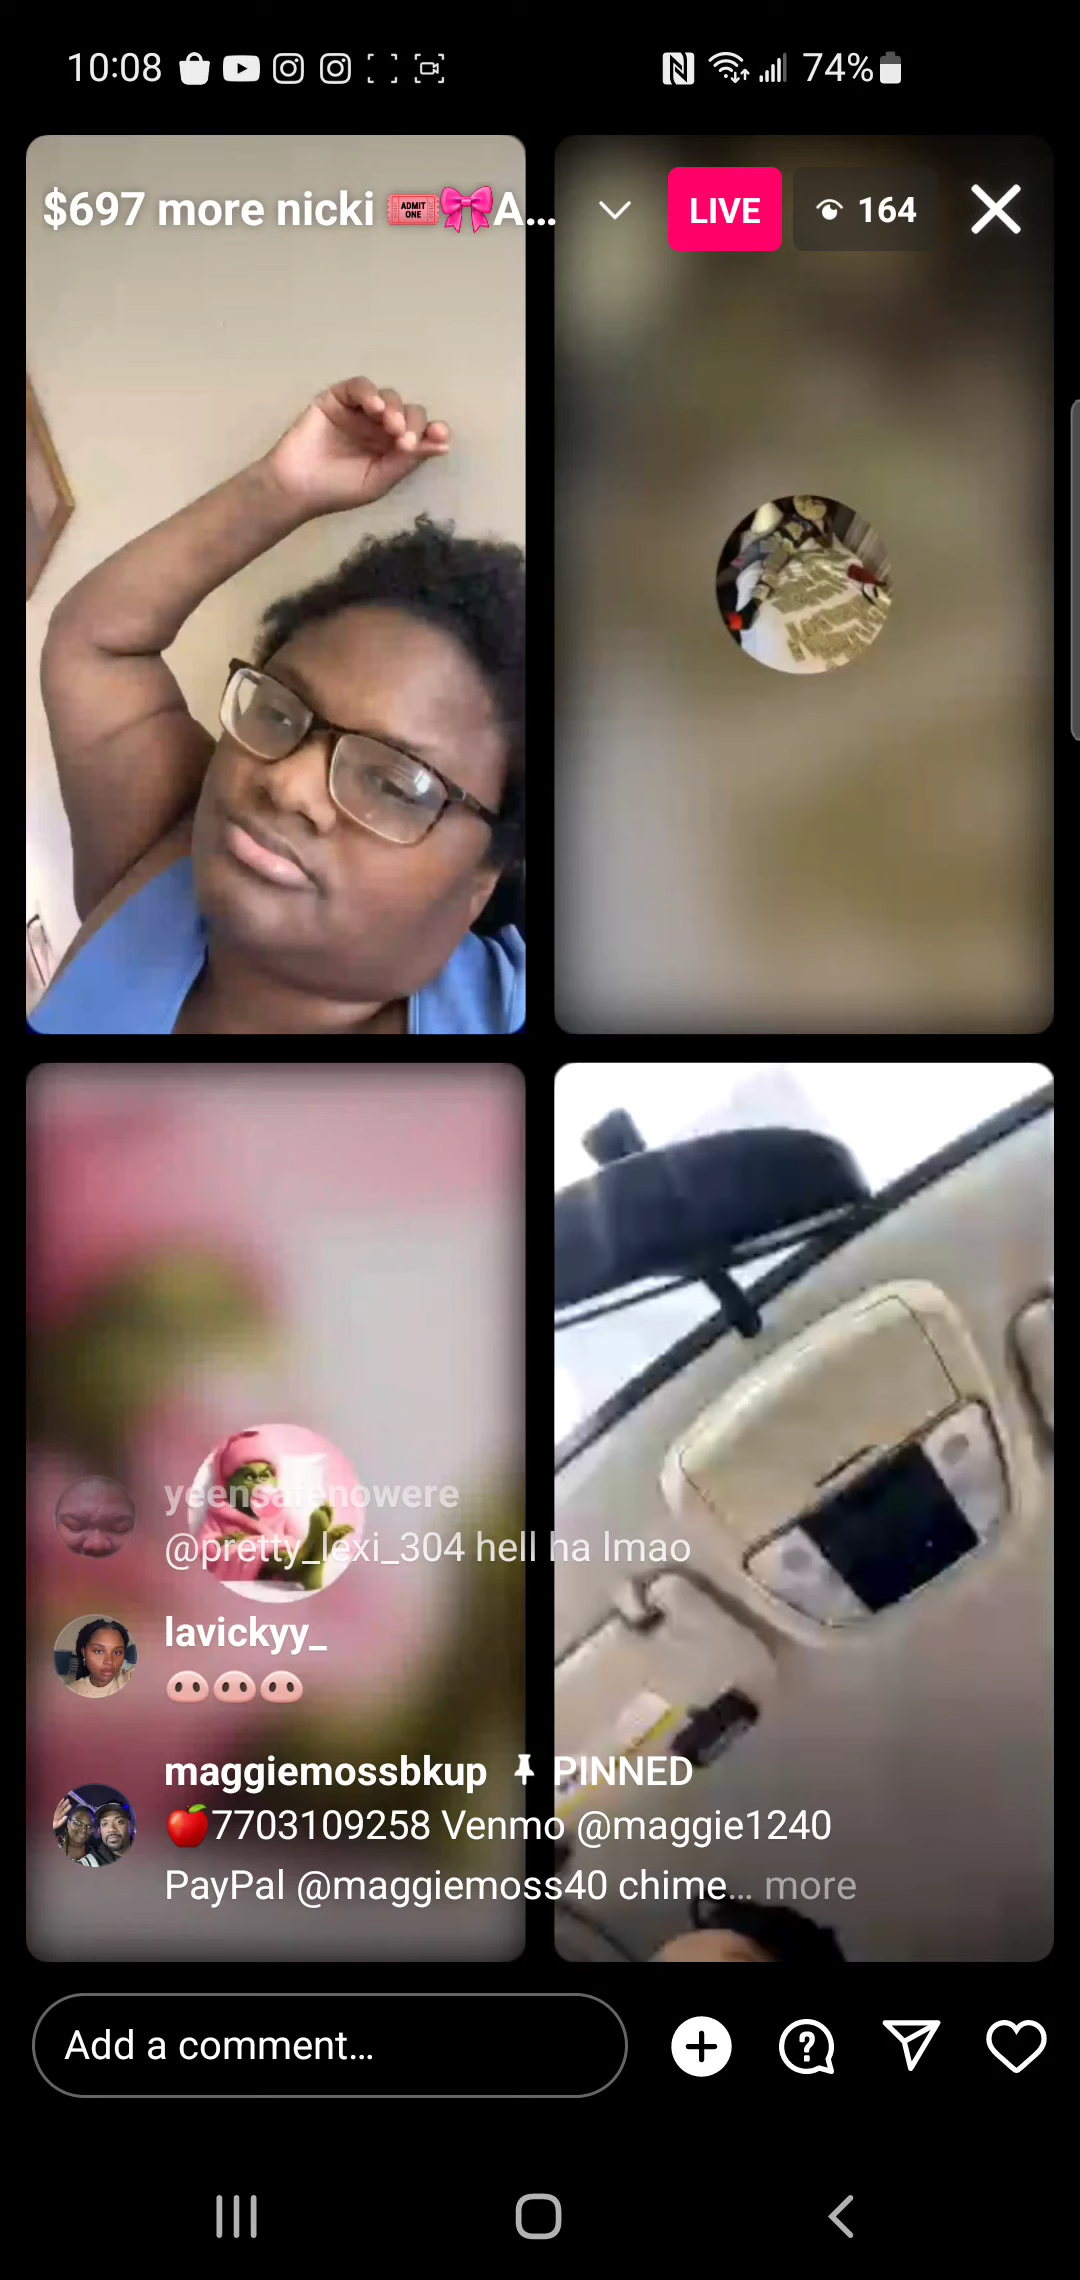 10:08
74%
$697 more nicki 🎟️🎀A...
LIVE
164
yeensafenowere
@pretty_lexi_304 hell ha lmao
lavickyy_
🐽🐽🐽
maggiemossbkup PINNED
🍎7703109258 Venmo @maggie1240
PayPal @maggiemoss40 chime... more
Add a comment...